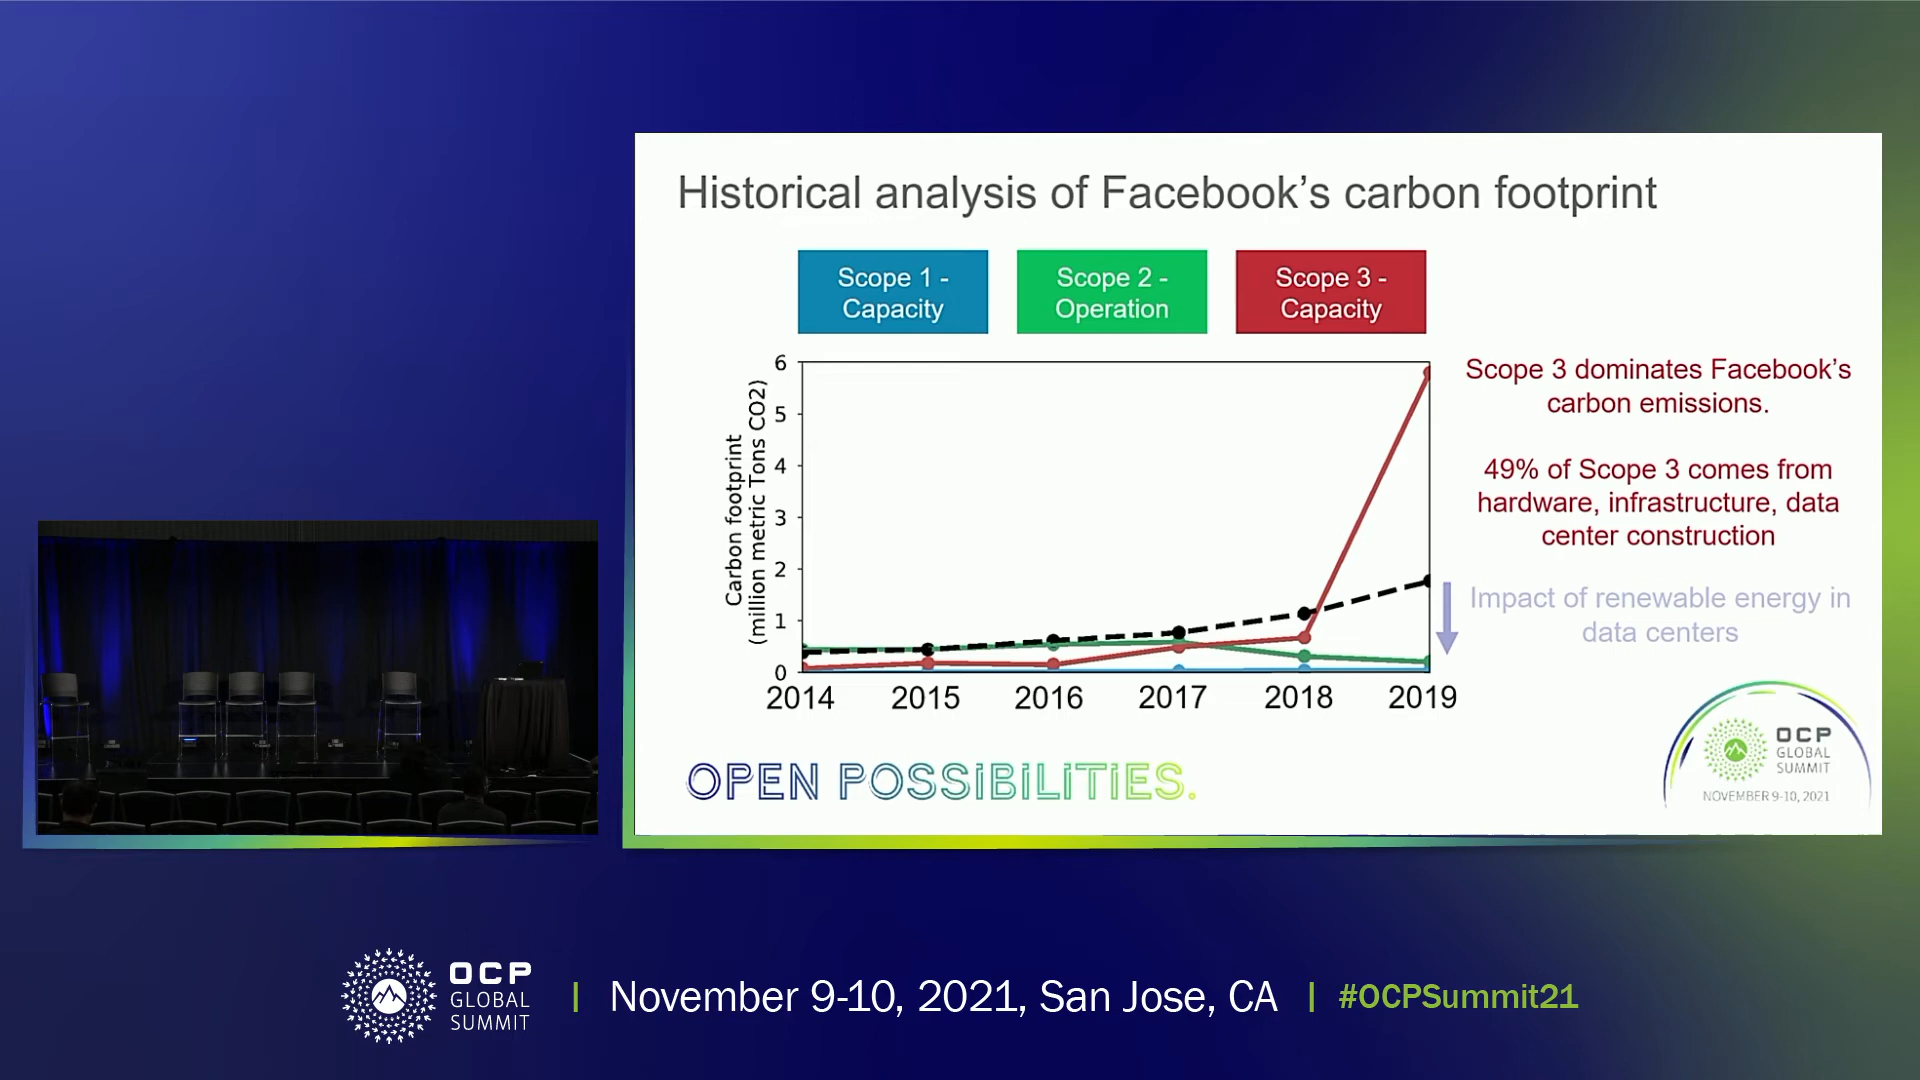 Historical analysis of Facebook's carbon footprint
Scope 1 -
Capacity
Scope 2 -
Operation
Scope 3 -
Capacity
Carbon footprint
(million metric Tons CO2)
6
5
4
3
2
1
0
2014
2015
2016
2017
2018
2019
Scope 3 dominates Facebook's
carbon emissions.
49% of Scope 3 comes from
hardware, infrastructure, data
center construction
Impact of renewable energy in
data centers
OPEN POSSIBILITIES.
OCP
GLOBAL
SUMMIT
NOVEMBER 9-10, 2021
OCP
GLOBAL
SUMMIT
| November 9-10, 2021, San Jose, CA | #OCPSummit21